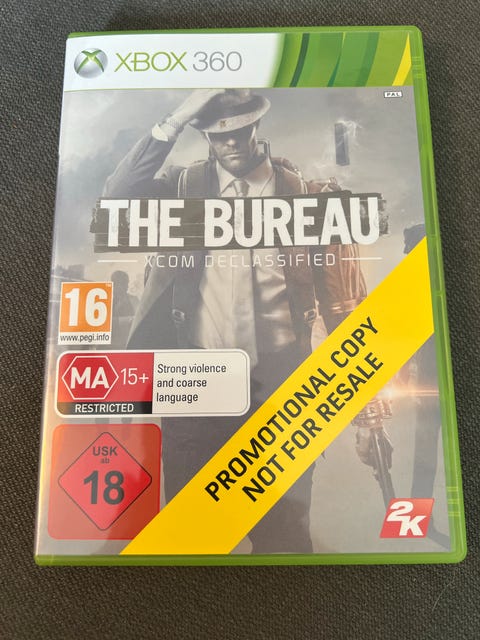 XBOX 360
PAL
THE BUREAU
XCOM DECLASSIFIED
16
www.pegi.info
MA 15+
RESTRICTED
Strong violence
and coarse
language
USK
ab
18
PROMOTIONAL COPY
NOT FOR RESALE
2K